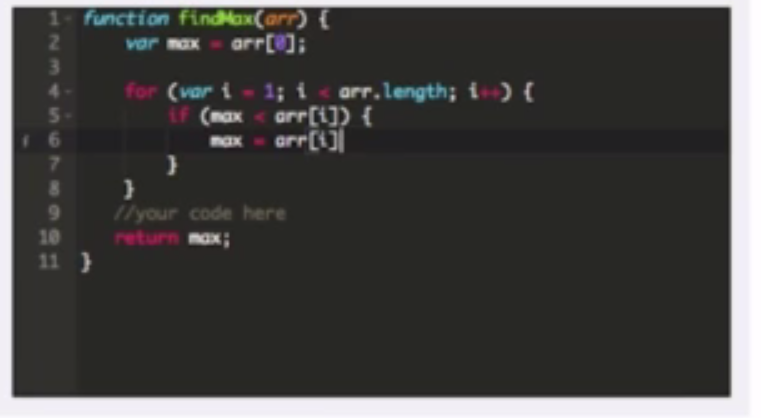 1 function findMax(arr) {
2 var max = arr[0];
3
4 for (var i = 1; i < arr.length; i++) {
5 if (max < arr[i]) {
i 6 max = arr[i]
7 }
8 }
9 //your code here
10 return max;
11 }